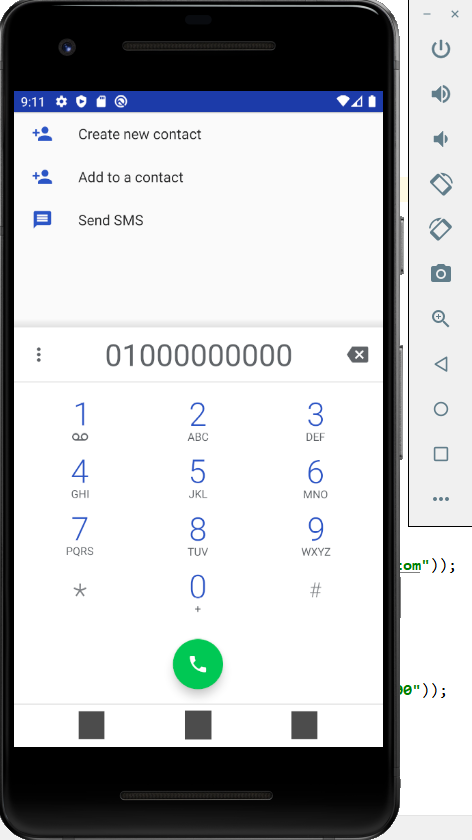 9:11
Create new contact
Add to a contact
Send SMS
01000000000
1 2 3
ABC DEF
4 5 6
GHI JKL MNO
7 8 9
PQRS TUV WXYZ
* 0 #
+
om"));
00"));